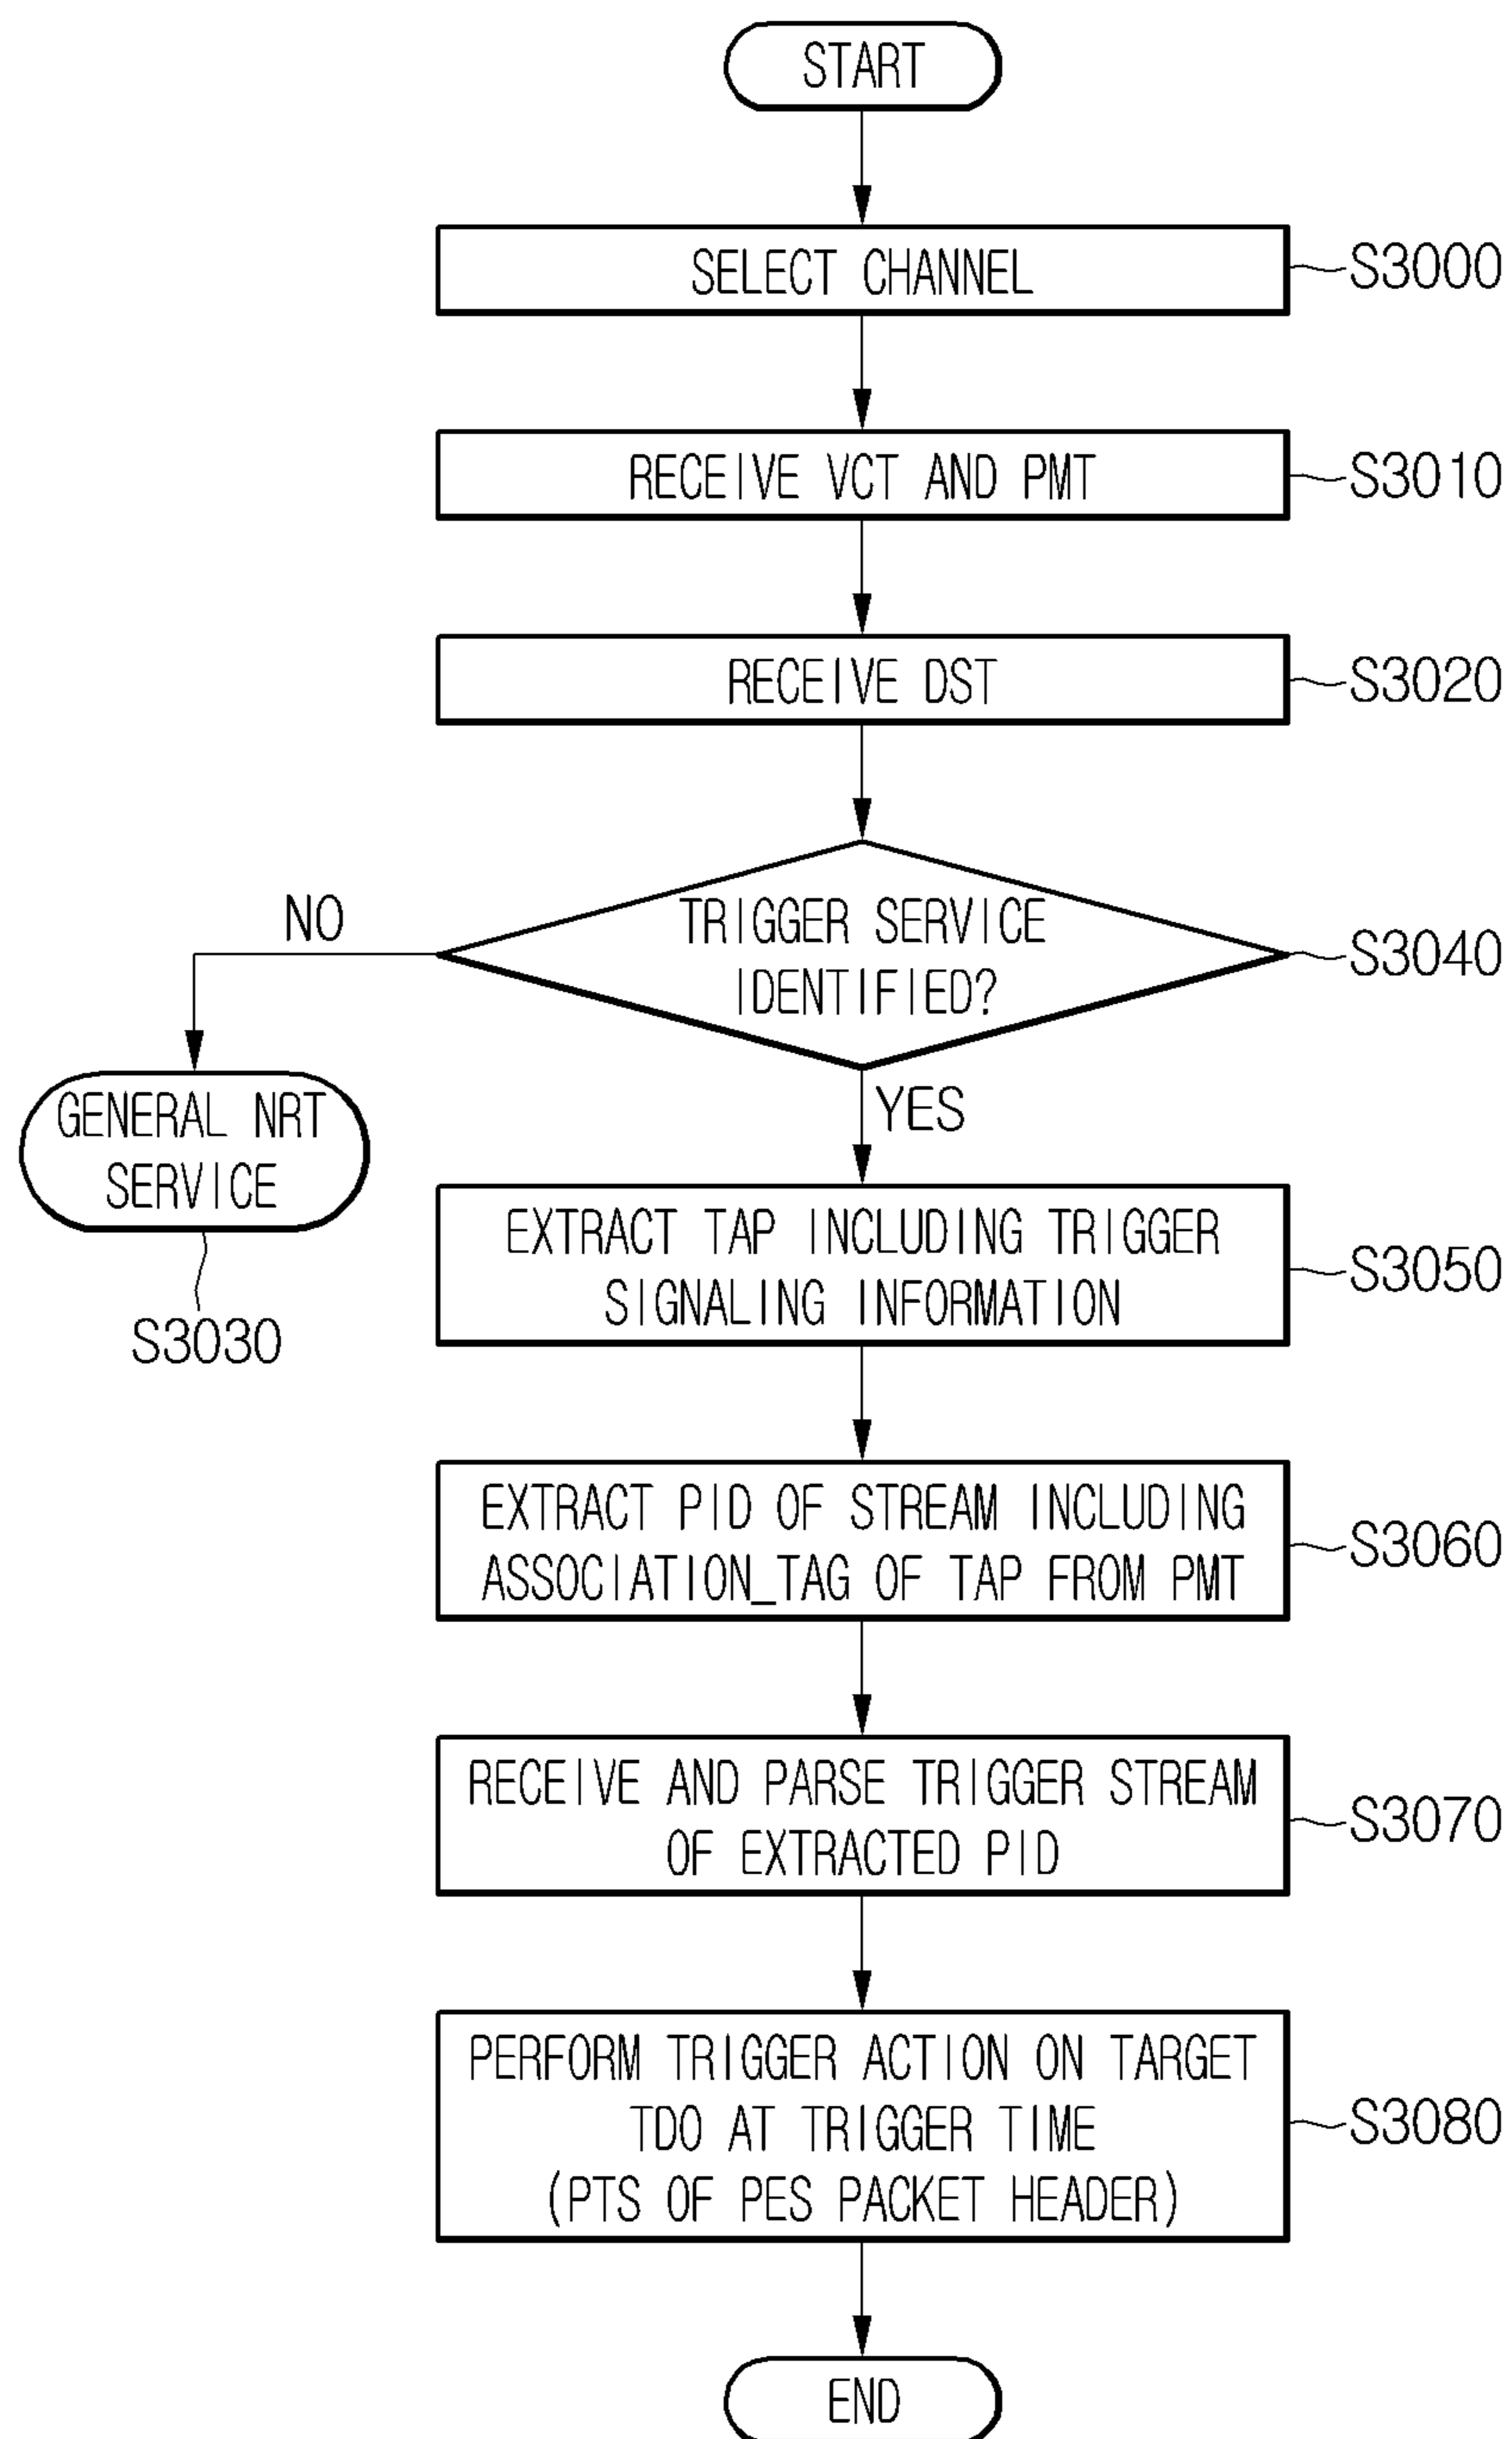 START
SELECT CHANNEL
S3000
RECEIVE VCT AND PMT
S3010
RECEIVE DST
S3020
TRIGGER SERVICE
IDENTIFIED?
S3040
NO
YES
GENERAL NRT
SERVICE
S3030
EXTRACT TAP INCLUDING TRIGGER
SIGNALING INFORMATION
S3050
EXTRACT PID OF STREAM INCLUDING
ASSOCIATION_TAG OF TAP FROM PMT
S3060
RECEIVE AND PARSE TRIGGER STREAM
OF EXTRACTED PID
S3070
PERFORM TRIGGER ACTION ON TARGET
TDO AT TRIGGER TIME
(PTS OF PES PACKET HEADER)
S3080
END